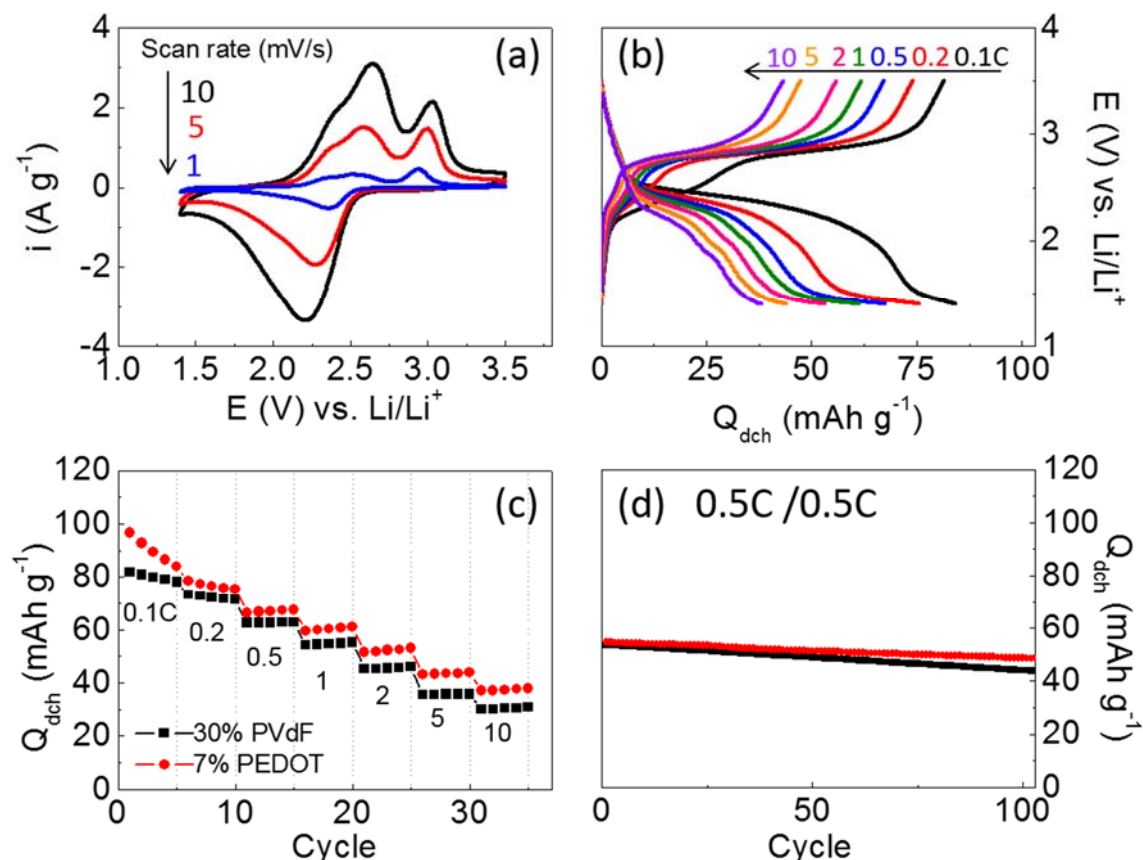 Scan rate (mV/s)
10
5
1
(a)
4
2
0
-2
-4
i (A g⁻¹)
1.0 1.5 2.0 2.5 3.0 3.5
E (V) vs. Li/Li⁺
(b)
10 5 2 1 0.5 0.2 0.1C
4
3
2
1
E (V) vs. Li/Li⁺
0 25 50 75 100
Q_dch (mAh g⁻¹)
(c)
120
100
80
60
40
20
0
Q_dch (mAh g⁻¹)
0.1C
0.2
0.5
1
2
5
10
30% PVdF
7% PEDOT
0 10 20 30
Cycle
(d)
0.5C /0.5C
120
100
80
60
40
20
0
Q_dch (mAh g⁻¹)
0 50 100
Cycle